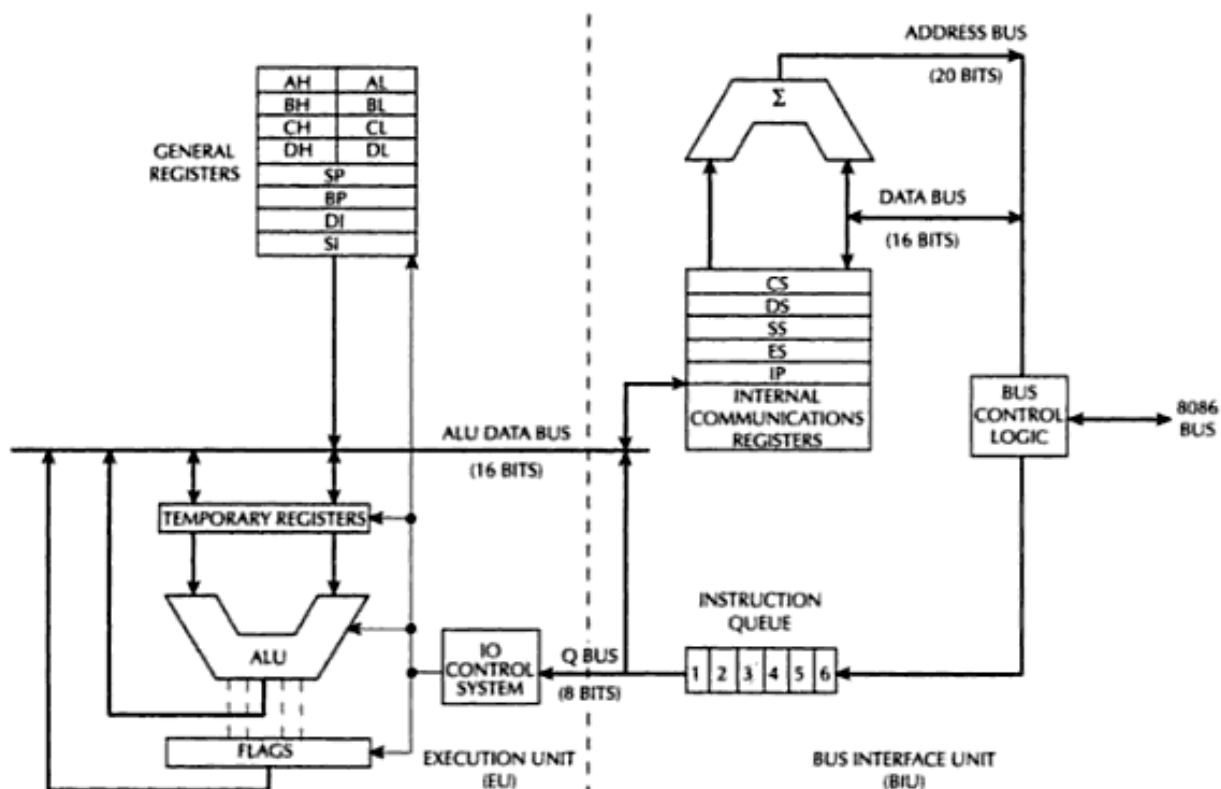 ADDRESS BUS
(20 BITS)
Σ
AH AL
BH BL
CH CL
DH DL
SP
BP
DI
SI
GENERAL
REGISTERS
DATA BUS
(16 BITS)
CS
DS
SS
ES
IP
INTERNAL
COMMUNICATIONS
REGISTERS
BUS
CONTROL
LOGIC
8086
BUS
ALU DATA BUS
(16 BITS)
TEMPORARY REGISTERS
ALU
FLAGS
IO
CONTROL
SYSTEM
Q BUS
(8 BITS)
INSTRUCTION
QUEUE
1 2 3 4 5 6
EXECUTION UNIT
(EU)
BUS INTERFACE UNIT
(BIU)